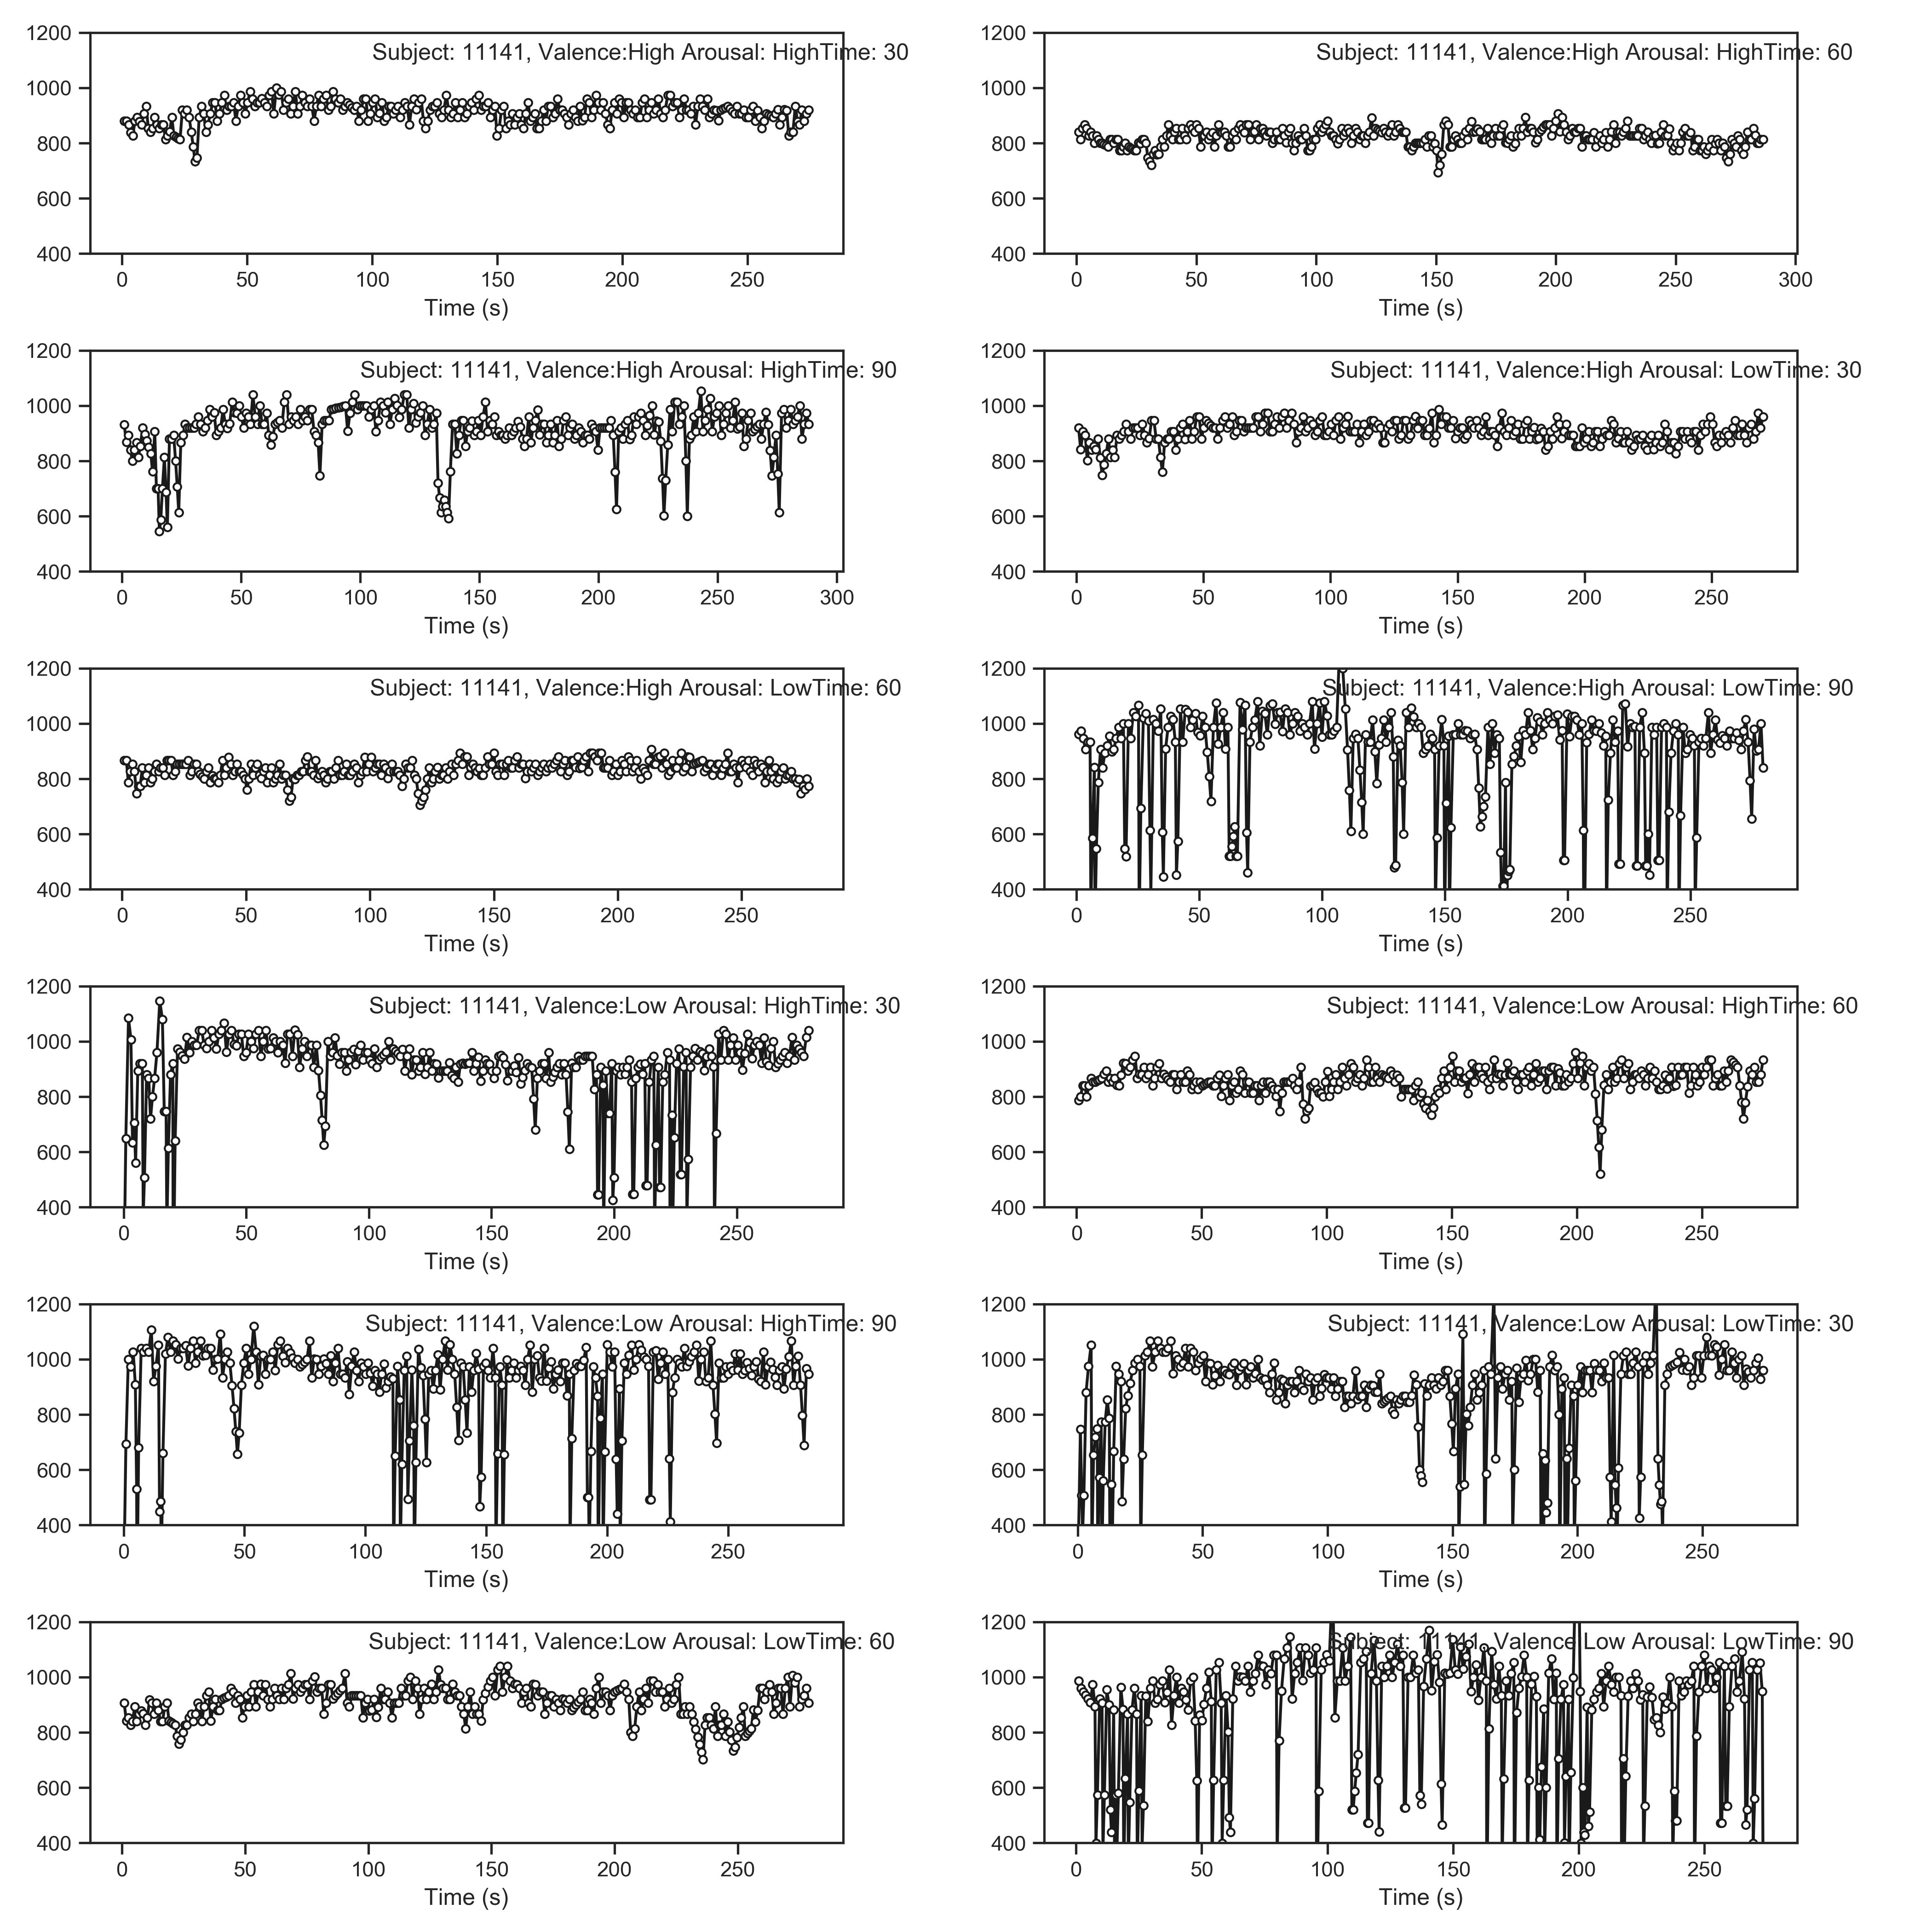 1200
1000
800
600
400
Subject: 11141, Valence:High Arousal: HighTime: 30
0 50 100 150 200 250
Time (s)
1200
1000
800
600
400
Subject: 11141, Valence:High Arousal: HighTime: 60
0 50 100 150 200 250 300
Time (s)
1200
1000
800
600
400
Subject: 11141, Valence:High Arousal: HighTime: 90
0 50 100 150 200 250 300
Time (s)
1200
1000
800
600
400
Subject: 11141, Valence:High Arousal: LowTime: 30
0 50 100 150 200 250
Time (s)
1200
1000
800
600
400
Subject: 11141, Valence:High Arousal: LowTime: 60
0 50 100 150 200 250
Time (s)
1200
1000
800
600
400
Subject: 11141, Valence:High Arousal: LowTime: 90
0 50 100 150 200 250
Time (s)
1200
1000
800
600
400
Subject: 11141, Valence:Low Arousal: HighTime: 30
0 50 100 150 200 250
Time (s)
1200
1000
800
600
400
Subject: 11141, Valence:Low Arousal: HighTime: 60
0 50 100 150 200 250
Time (s)
1200
1000
800
600
400
Subject: 11141, Valence:Low Arousal: HighTime: 90
0 50 100 150 200 250
Time (s)
1200
1000
800
600
400
Subject: 11141, Valence:Low Arousal: LowTime: 30
0 50 100 150 200 250
Time (s)
1200
1000
800
600
400
Subject: 11141, Valence:Low Arousal: LowTime: 60
0 50 100 150 200 250
Time (s)
1200
1000
800
600
400
Subject: 11141, Valence:Low Arousal: LowTime: 90
0 50 100 150 200 250
Time (s)